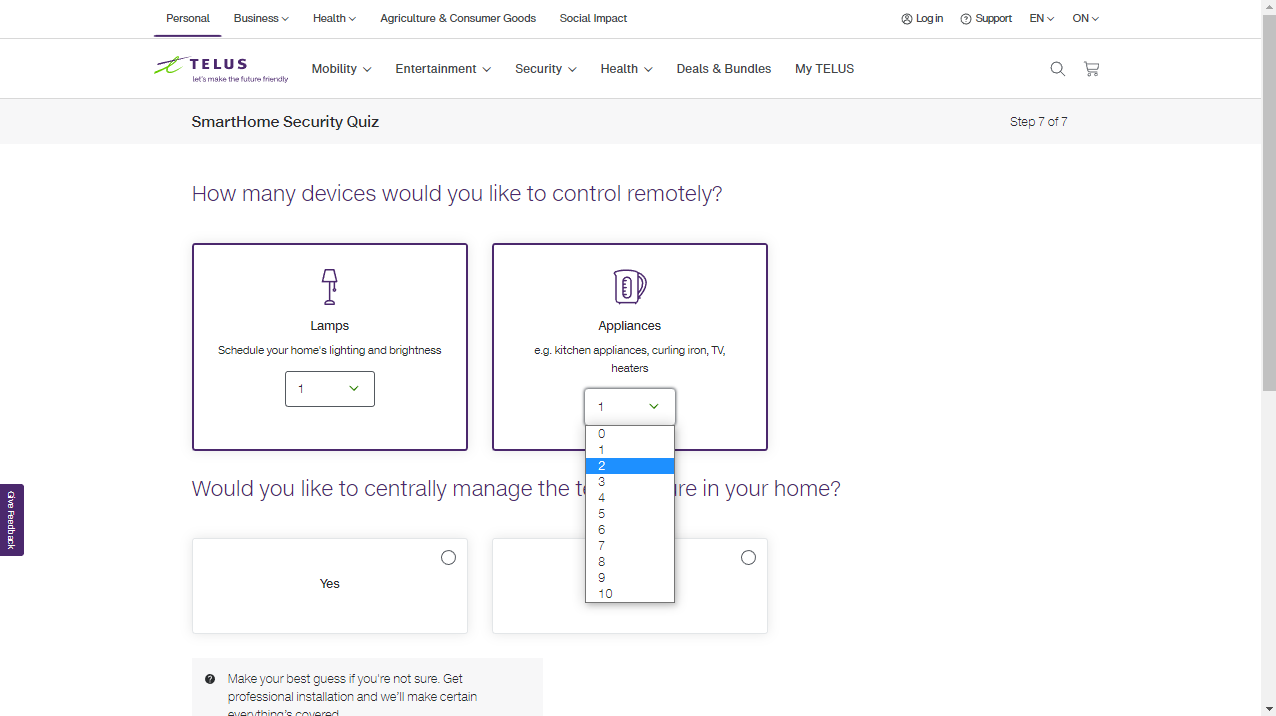 Personal Business Health Agriculture & Consumer Goods Social Impact Log in Support EN ON
TELUS
let's make the future friendly
Mobility Entertainment Security Health Deals & Bundles My TELUS
SmartHome Security Quiz Step 7 of 7
How many devices would you like to control remotely?
Lamps
Schedule your home's lighting and brightness
1
Appliances
e.g. kitchen appliances, curling iron, TV,
heaters
1
0
1
2
3
4
5
6
7
8
9
10
Would you like to centrally manage the te re in your home?
Yes
Give Feedback
Make your best guess if you're not sure. Get
professional installation and we'll make certain
everything's covered